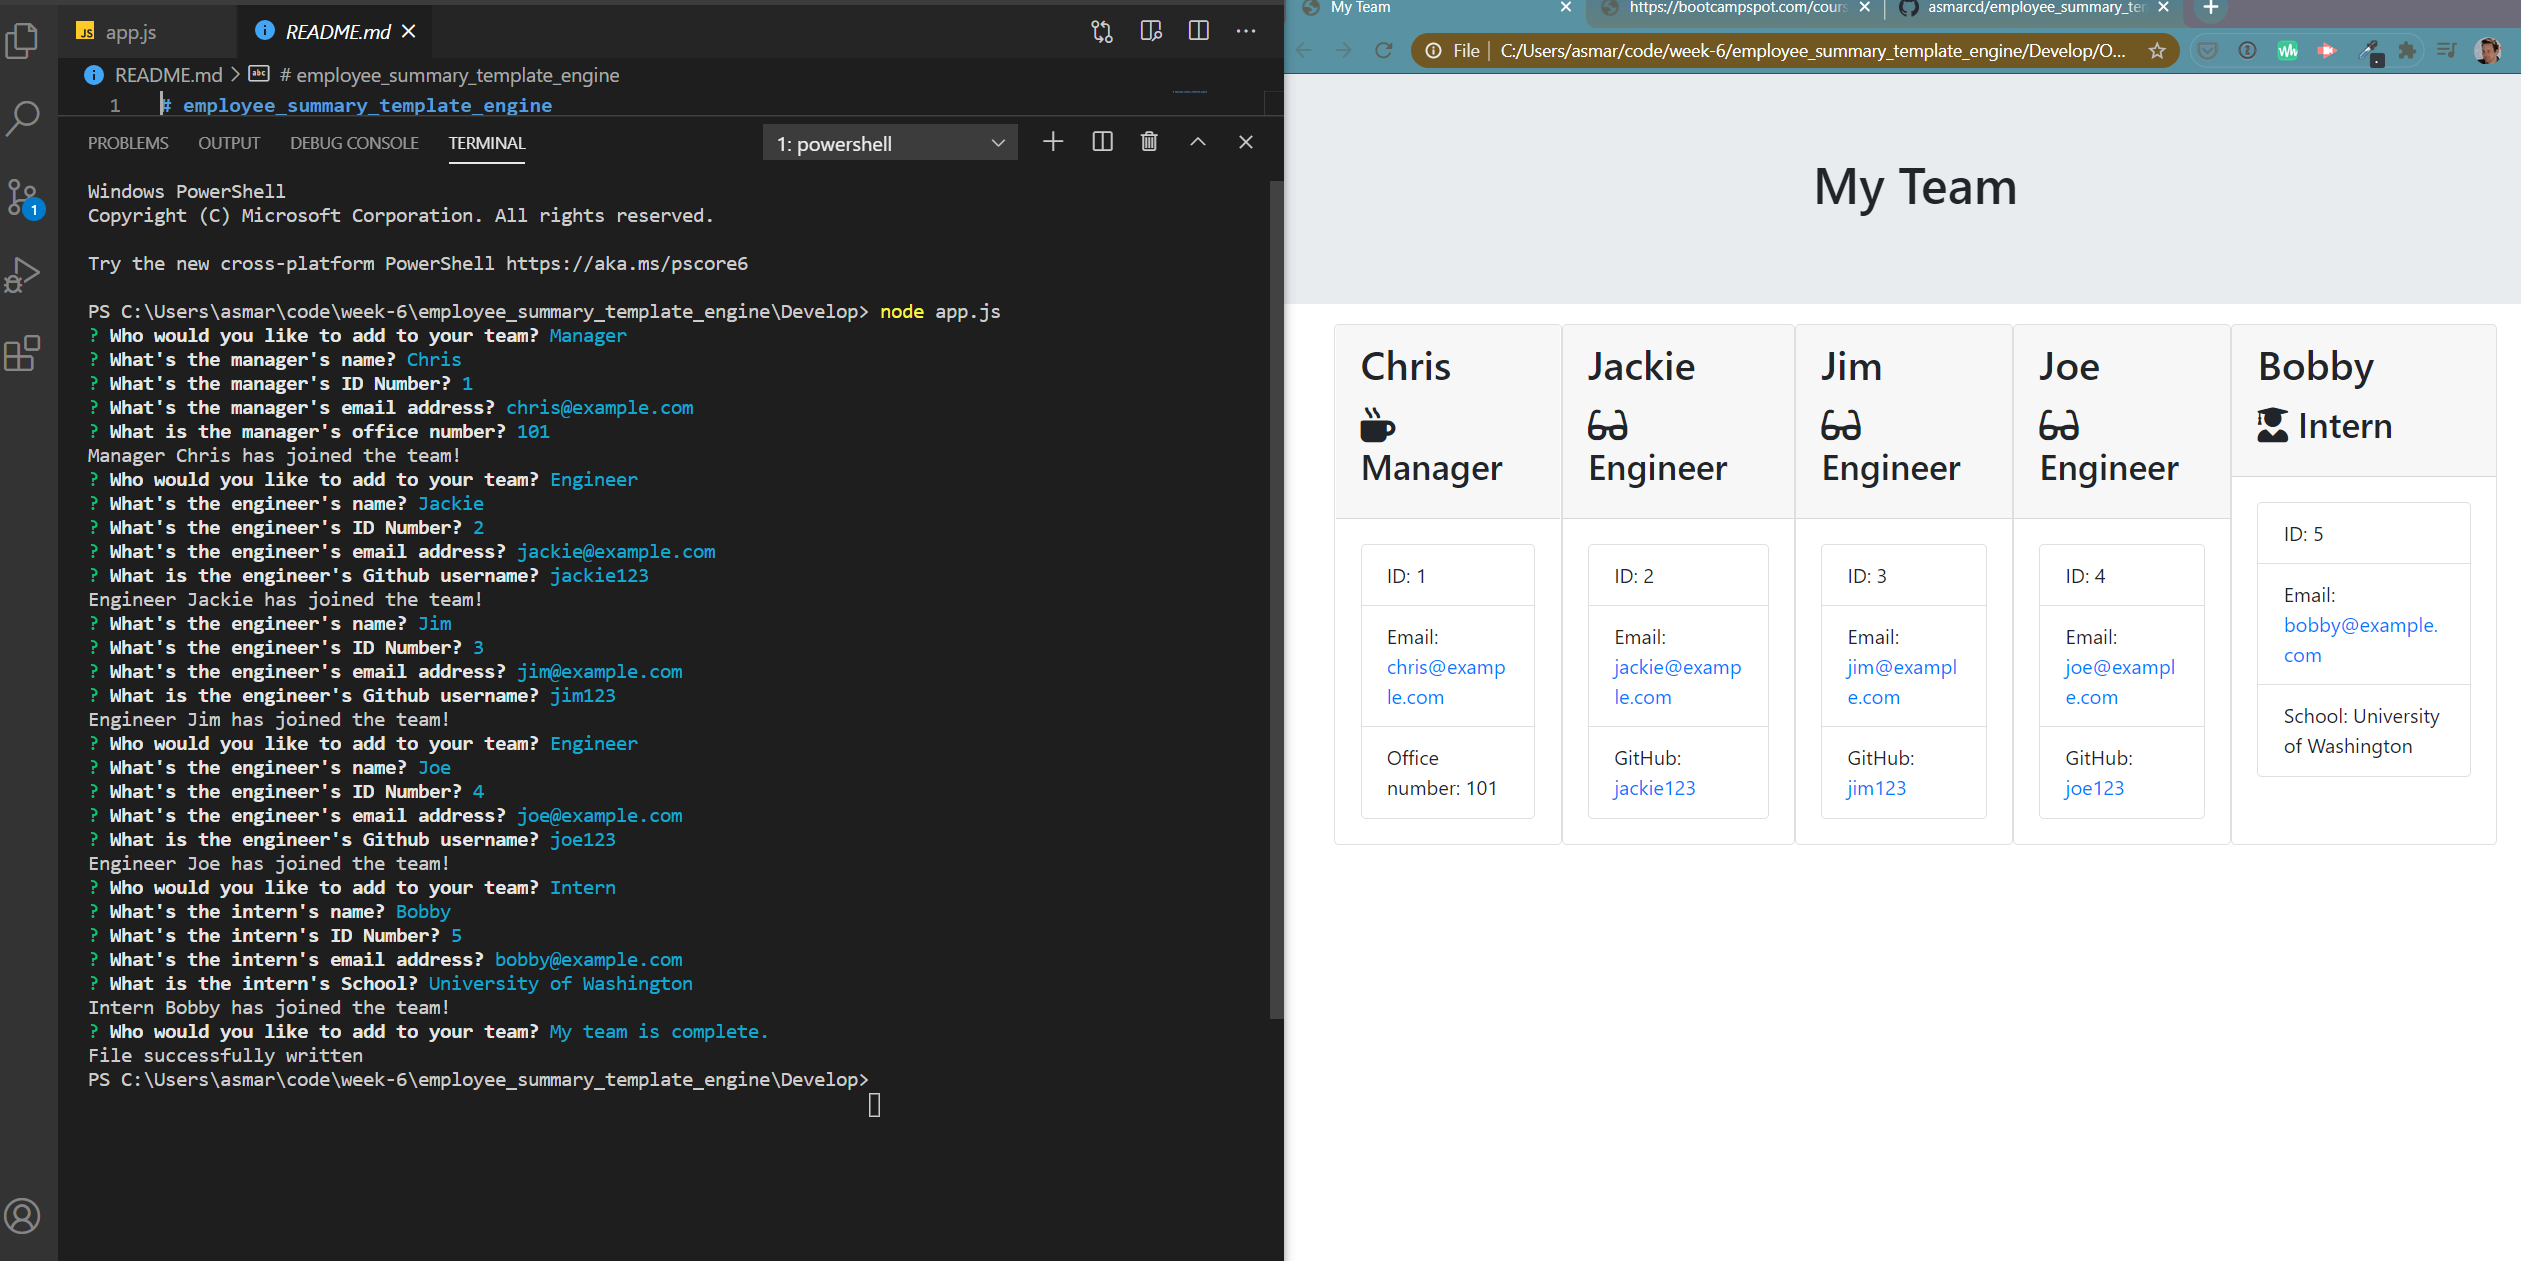 app.js
README.md
README.md > # employee_summary_template_engine
1 # employee_summary_template_engine
PROBLEMS OUTPUT DEBUG CONSOLE TERMINAL
1: powershell
Windows PowerShell
Copyright (C) Microsoft Corporation. All rights reserved.
Try the new cross-platform PowerShell https://aka.ms/pscore6
PS C:\Users\asmar\code\week-6\employee_summary_template_engine\Develop> node app.js
? Who would you like to add to your team? Manager
? What's the manager's name? Chris
? What's the manager's ID Number? 1
? What's the manager's email address? chris@example.com
? What is the manager's office number? 101
Manager Chris has joined the team!
? Who would you like to add to your team? Engineer
? What's the engineer's name? Jackie
? What's the engineer's ID Number? 2
? What's the engineer's email address? jackie@example.com
? What is the engineer's Github username? jackie123
Engineer Jackie has joined the team!
? What's the engineer's name? Jim
? What's the engineer's ID Number? 3
? What's the engineer's email address? jim@example.com
? What is the engineer's Github username? jim123
Engineer Jim has joined the team!
? Who would you like to add to your team? Engineer
? What's the engineer's name? Joe
? What's the engineer's ID Number? 4
? What's the engineer's email address? joe@example.com
? What is the engineer's Github username? joe123
Engineer Joe has joined the team!
? Who would you like to add to your team? Intern
? What's the intern's name? Bobby
? What's the intern's ID Number? 5
? What's the intern's email address? bobby@example.com
? What is the intern's School? University of Washington
Intern Bobby has joined the team!
? Who would you like to add to your team? My team is complete.
File successfully written
PS C:\Users\asmar\code\week-6\employee_summary_template_engine\Develop>
1
My Team
https://bootcampspot.com/cours
asmarcd/employee_summary_ter
File | C:/Users/asmar/code/week-6/employee_summary_template_engine/Develop/O...
My Team
Chris
Manager
ID: 1
Email:
chris@examp
le.com
Office
number: 101
Jackie
Engineer
ID: 2
Email:
jackie@examp
le.com
GitHub:
jackie123
Jim
Engineer
ID: 3
Email:
jim@exampl
e.com
GitHub:
jim123
Joe
Engineer
ID: 4
Email:
joe@exampl
e.com
GitHub:
joe123
Bobby
Intern
ID: 5
Email:
bobby@example.
com
School: University
of Washington